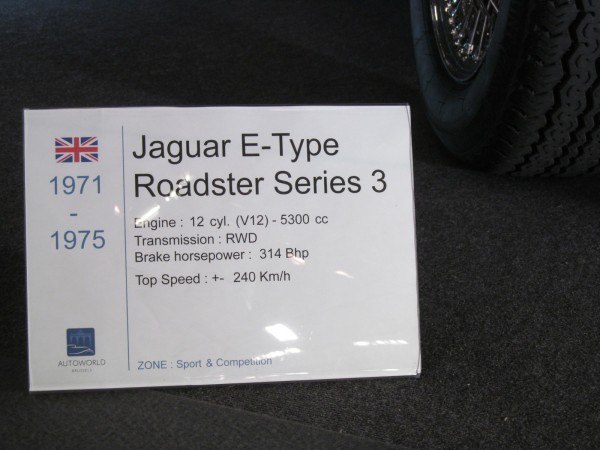 Jaguar E-Type
Roadster Series 3
1971
-
1975
Engine : 12 cyl. (V12) - 5300 cc
Transmission : RWD
Brake horsepower : 314 Bhp
Top Speed : +- 240 Km/h
AUTOWORLD
BRUSSELS
ZONE : Sport & Competition